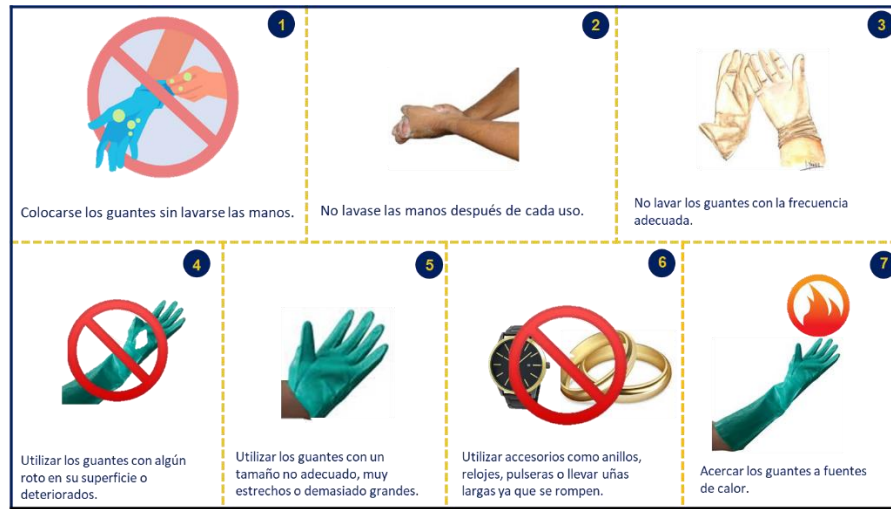 1
Colocarse los guantes sin lavarse las manos.
2
No lavase las manos después de cada uso.
3
No lavar los guantes con la frecuencia
adecuada.
4
Utilizar los guantes con algún
roto en su superficie o
deteriorados.
5
Utilizar los guantes con un
tamaño no adecuado, muy
estrechos o demasiado grandes.
6
Utilizar accesorios como anillos,
relojes, pulseras o llevar uñas
largas ya que se rompen.
7
Acercar los guantes a fuentes
de calor.